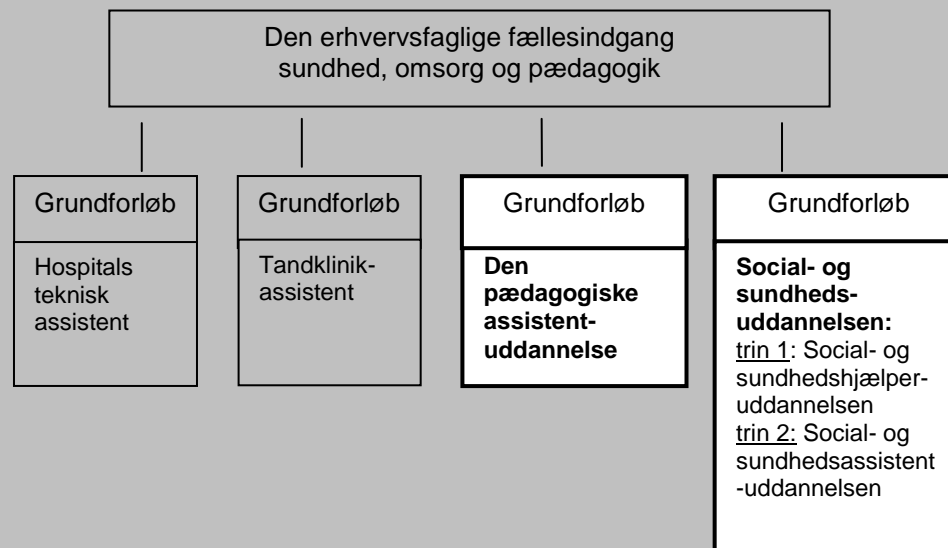 Den erhvervsfaglige fællesindgang
sundhed, omsorg og pædagogik
Grundforløb
Hospitals
teknisk
assistent
Grundforløb
Tandklinik-
assistent
Grundforløb
Den
pædagogiske
assistent-
uddannelse
Grundforløb
Social- og
sundheds-
uddannelsen:
trin 1: Social- og
sundhedshjælper-
uddannelsen
trin 2: Social- og
sundhedsassistent
-uddannelsen